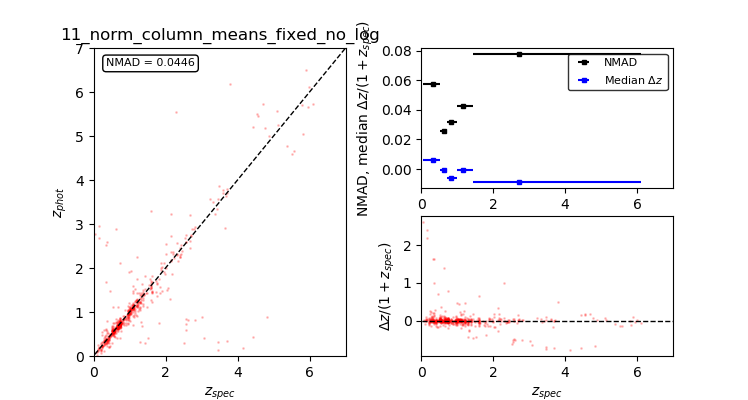 11_norm_column_means_fixed_no_log
NMAD = 0.0446
7
6
5
4
3
2
1
0
z_phot
0 2 4 6
z_spec
NMAD, median Δz/(1 + z_spec)
0.08
0.06
0.04
0.02
0.00
NMAD
Median Δz
0 2 4 6
Δz/(1 + z_spec)
2
1
0
0 2 4 6
z_spec